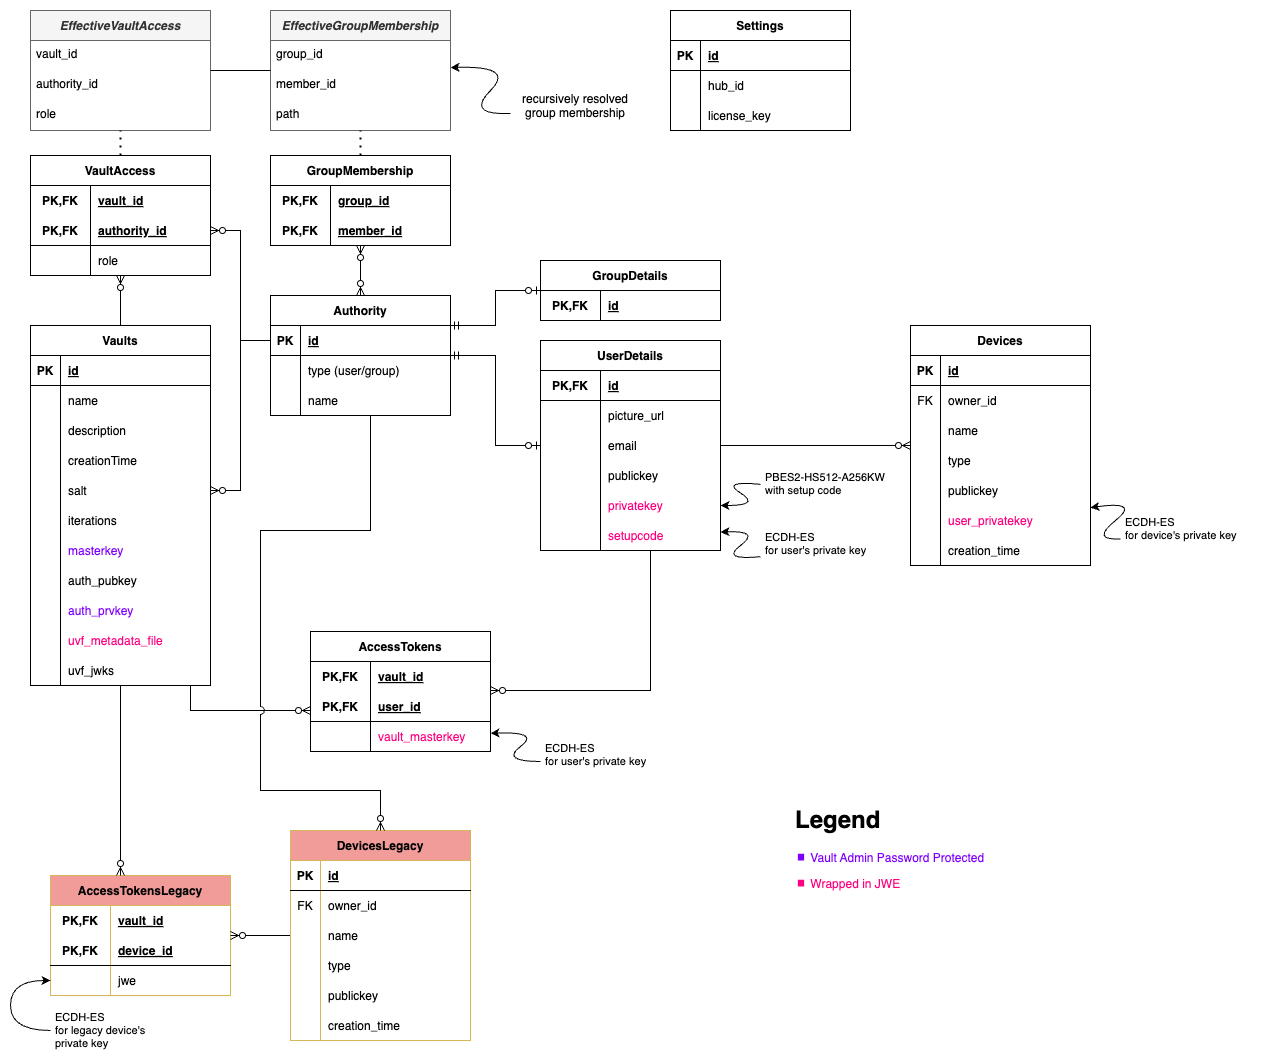 EffectiveVaultAccess
vault_id
authority_id
role
EffectiveGroupMembership
group_id
member_id
path
recursively resolved
group membership
Settings
PK id
hub_id
license_key
VaultAccess
PK,FK vault_id
PK,FK authority_id
role
GroupMembership
PK,FK group_id
PK,FK member_id
GroupDetails
PK,FK id
Authority
PK id
type (user/group)
name
Vaults
PK id
name
description
creationTime
salt
iterations
masterkey
auth_pubkey
auth_prvkey
uvf_metadata_file
uvf_jwks
UserDetails
PK,FK id
picture_url
email
publickey
privatekey
setupcode
PBES2-HS512-A256KW
with setup code
ECDH-ES
for user's private key
Devices
PK id
FK owner_id
name
type
publickey
user_privatekey
creation_time
ECDH-ES
for device's private key
AccessTokens
PK,FK vault_id
PK,FK user_id
vault_masterkey
ECDH-ES
for user's private key
DevicesLegacy
PK id
FK owner_id
name
type
publickey
creation_time
AccessTokensLegacy
PK,FK vault_id
PK,FK device_id
jwe
ECDH-ES
for legacy device's
private key
Legend
Vault Admin Password Protected
Wrapped in JWE